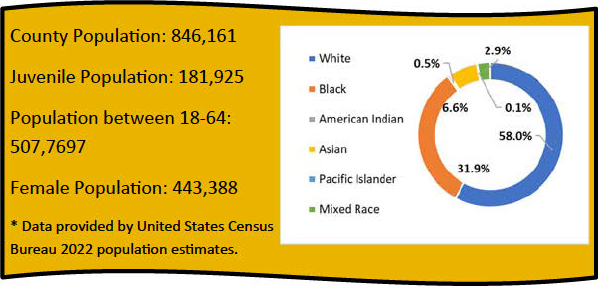 County Population: 846,161
Juvenile Population: 181,925
Population between 18-64:
507,7697
Female Population: 443,388
* Data provided by United States Census
Bureau 2022 population estimates.
White
Black
American Indian
Asian
Pacific Islander
Mixed Race
2.9%
0.5%
6.6%
0.1%
58.0%
31.9%